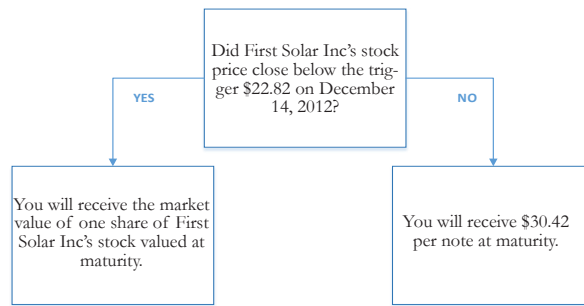 Did First Solar Inc's stock
price close below the trig-
ger $22.82 on December
14, 2012?
YES
NO
You will receive the market
value of one share of First
Solar Inc's stock valued at
maturity.
You will receive $30.42
per note at maturity.